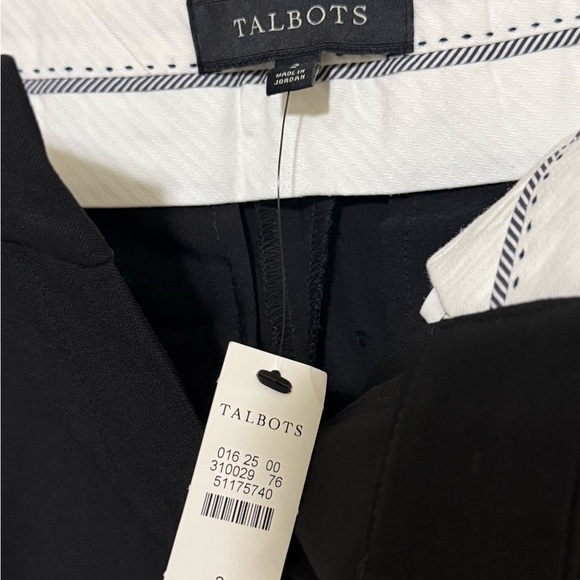 TALBOTS
2
MADE IN
JORDAN
TALBOTS
016 25 00
310029 76
51175740